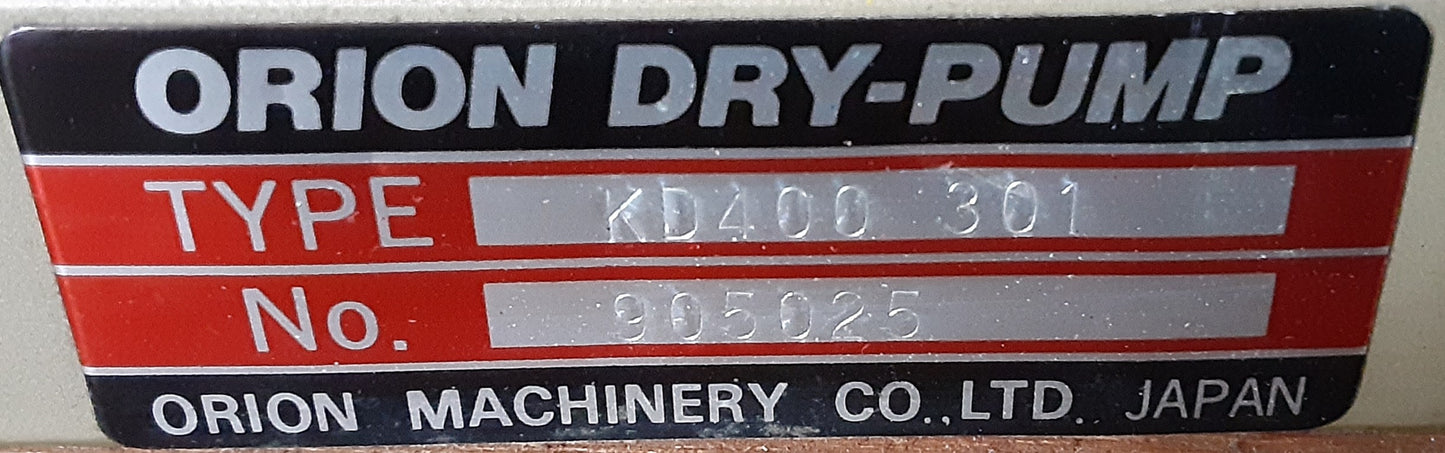 ORION DRY-PUMP
TYPE KD400 301
No. 905025
ORION MACHINERY CO.,LTD. JAPAN